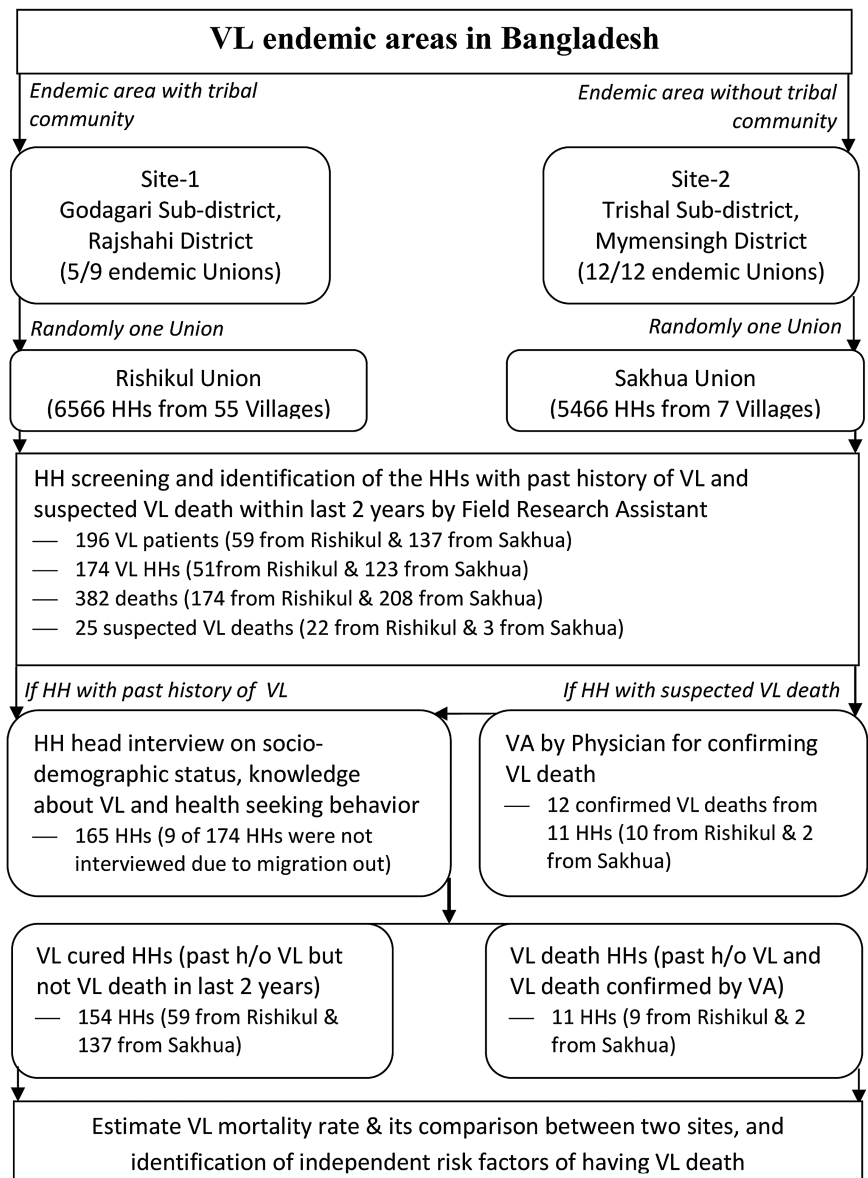 VL endemic areas in Bangladesh
Endemic area with tribal
community
Endemic area without tribal
community
Site-1
Godagari Sub-district,
Rajshahi District
(5/9 endemic Unions)
Site-2
Trishal Sub-district,
Mymensingh District
(12/12 endemic Unions)
Randomly one Union
Randomly one Union
Rishikul Union
(6566 HHs from 55 Villages)
Sakhua Union
(5466 HHs from 7 Villages)
HH screening and identification of the HHs with past history of VL and
suspected VL death within last 2 years by Field Research Assistant
— 196 VL patients (59 from Rishikul & 137 from Sakhua)
— 174 VL HHs (51from Rishikul & 123 from Sakhua)
— 382 deaths (174 from Rishikul & 208 from Sakhua)
— 25 suspected VL deaths (22 from Rishikul & 3 from Sakhua)
If HH with past history of VL
If HH with suspected VL death
HH head interview on socio-
demographic status, knowledge
about VL and health seeking behavior
— 165 HHs (9 of 174 HHs were not
interviewed due to migration out)
VA by Physician for confirming
VL death
— 12 confirmed VL deaths from
11 HHs (10 from Rishikul & 2
from Sakhua)
VL cured HHs (past h/o VL but
not VL death in last 2 years)
— 154 HHs (59 from Rishikul &
137 from Sakhua)
VL death HHs (past h/o VL and
VL death confirmed by VA)
— 11 HHs (9 from Rishikul & 2
from Sakhua)
Estimate VL mortality rate & its comparison between two sites, and
identification of independent risk factors of having VL death